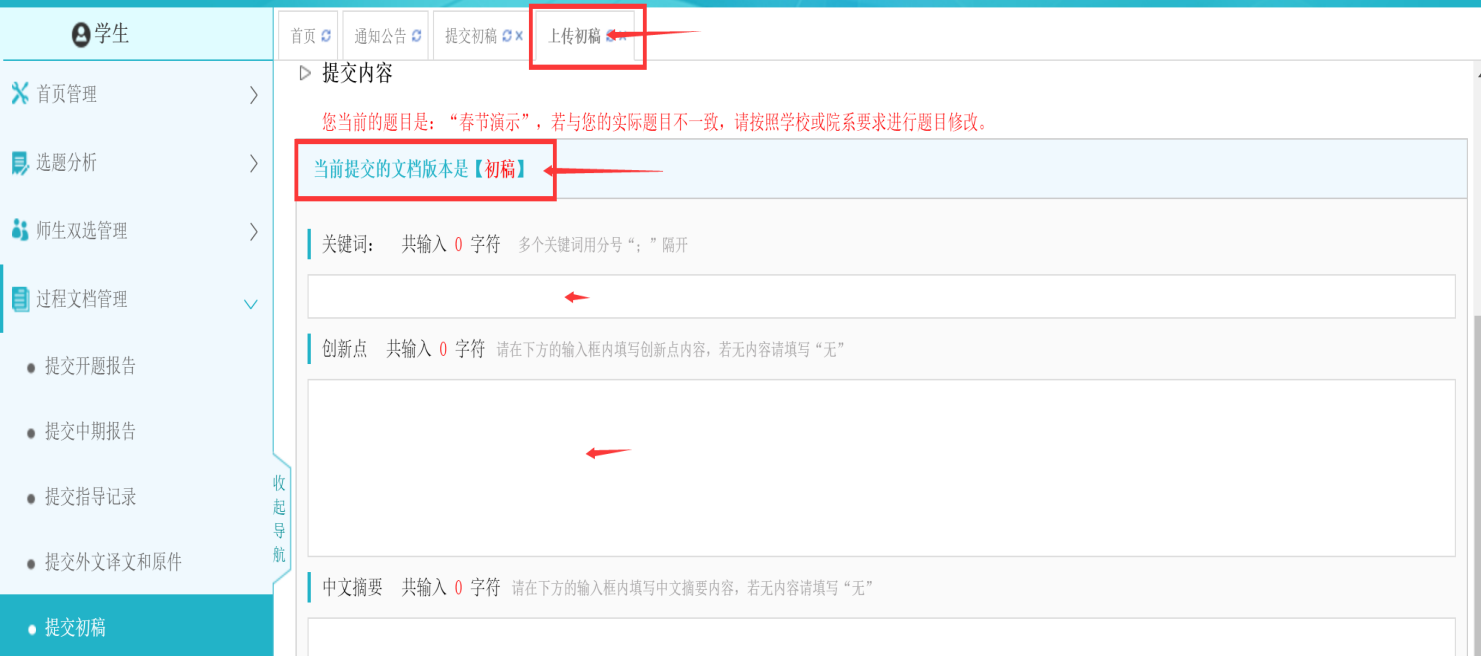 学生
首页管理
选题分析
师生双选管理
过程文档管理
提交开题报告
提交中期报告
提交指导记录
提交外文译文和原件
提交初稿
收起导航
首页 通知公告 提交初稿 上传初稿
提交内容
您当前的题目是：“春节演示”，若与您的实际题目不一致，请按照学校或院系要求进行题目修改。
当前提交的文档版本是【初稿】
关键词： 共输入 0 字符 多个关键词用分号“；”隔开
创新点 共输入 0 字符 请在下方的输入框内填写创新点内容，若无内容请填写“无”
中文摘要 共输入 0 字符 请在下方的输入框内填写中文摘要内容，若无内容请填写“无”